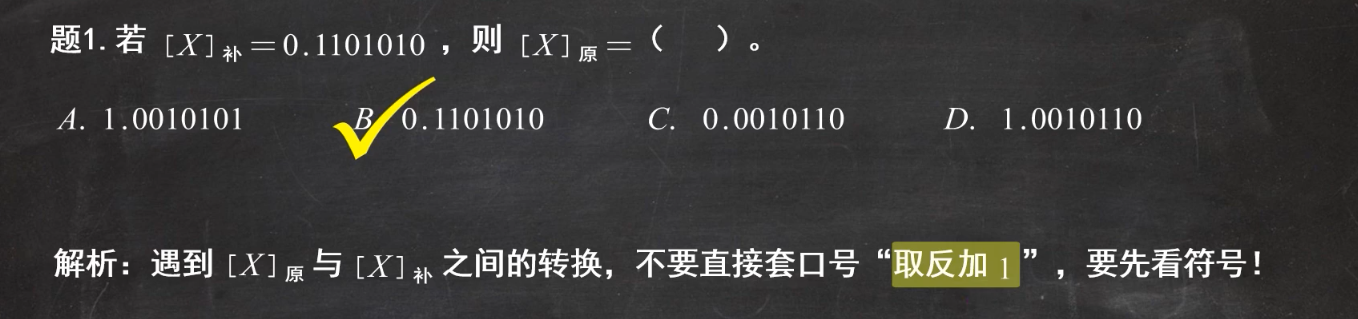 题1. 若 [X]补=0.1101010 ，则 [X]原=（ ）。
A. 1.0010101 B. 0.1101010 C. 0.0010110 D. 1.0010110
解析：遇到 [X]原 与 [X]补 之间的转换，不要直接套口号“取反加 1”，要先看符号！